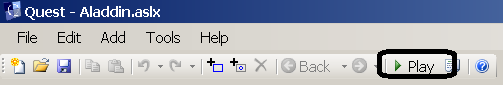 Quest - Aladdin.aslx
File Edit Add Tools Help
Back Play